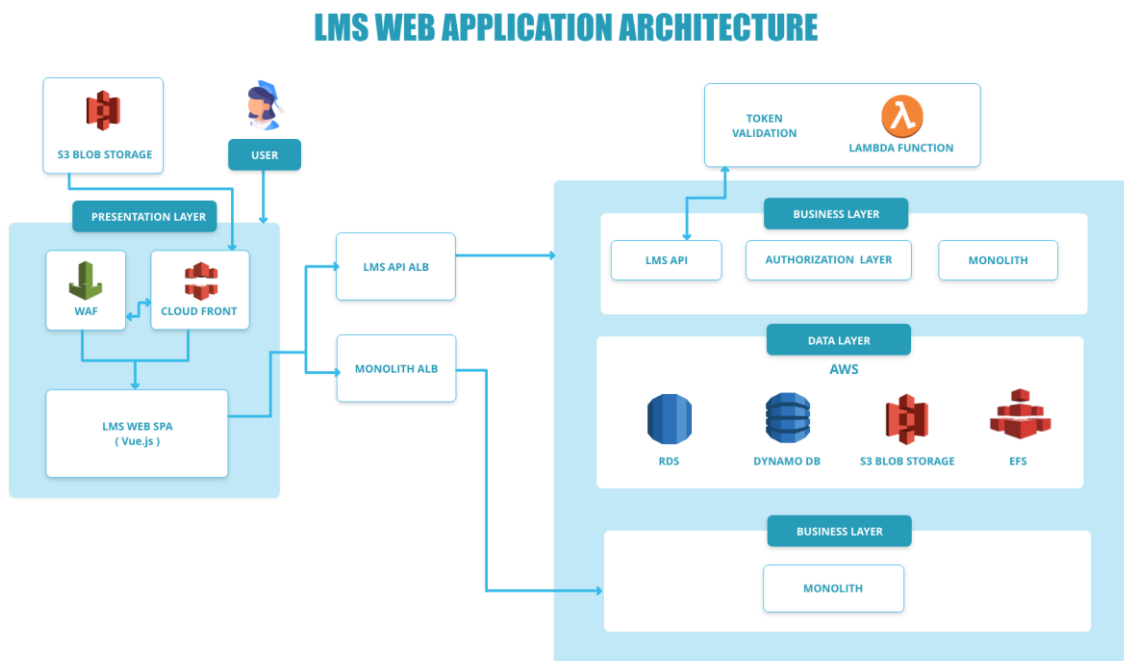 LMS WEB APPLICATION ARCHITECTURE
S3 BLOB STORAGE
USER
PRESENTATION LAYER
WAF
CLOUD FRONT
LMS WEB SPA
( Vue.js )
LMS API ALB
MONOLITH ALB
TOKEN
VALIDATION
LAMBDA FUNCTION
BUSINESS LAYER
LMS API
AUTHORIZATION LAYER
MONOLITH
DATA LAYER
AWS
RDS
DYNAMO DB
S3 BLOB STORAGE
EFS
BUSINESS LAYER
MONOLITH